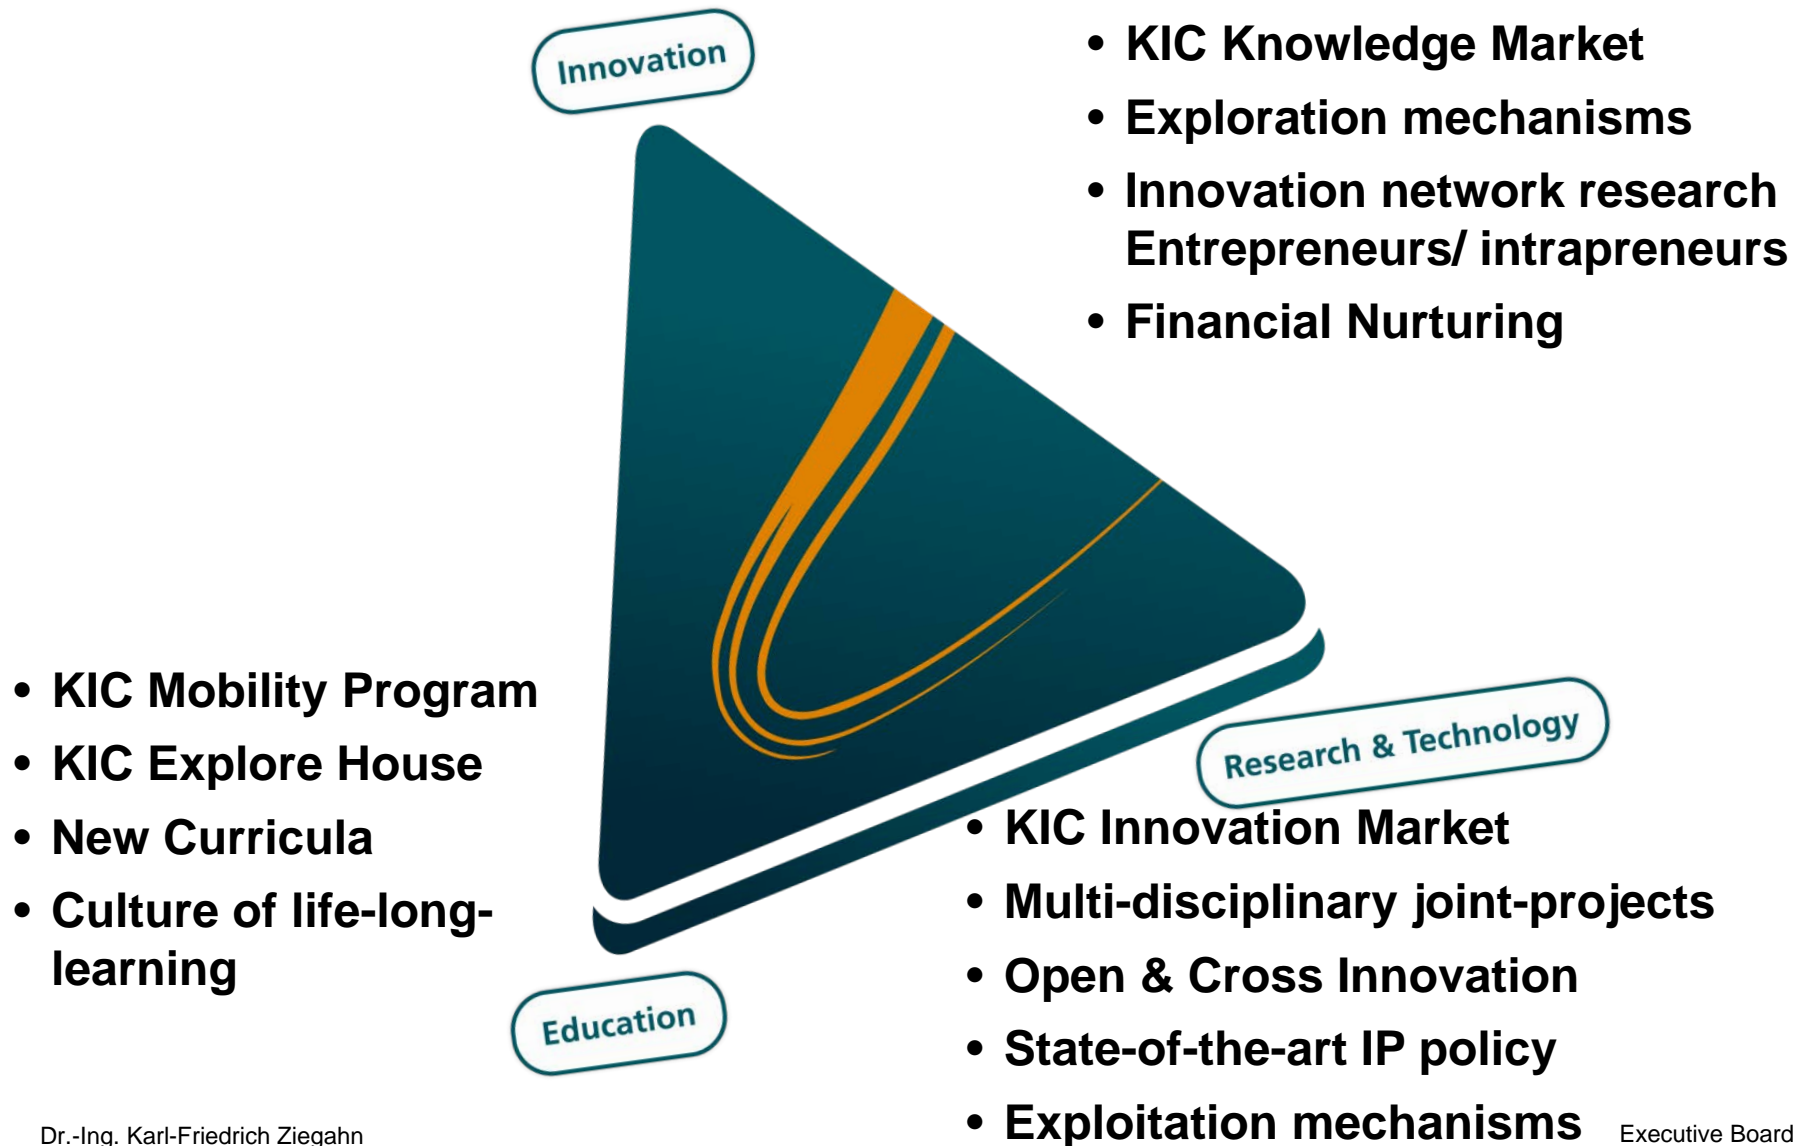 Innovation
• KIC Knowledge Market
• Exploration mechanisms
• Innovation network research
Entrepreneurs/ intrapreneurs
• Financial Nurturing
• KIC Mobility Program
• KIC Explore House
• New Curricula
• Culture of life-long-
learning
Education
Research & Technology
• KIC Innovation Market
• Multi-disciplinary joint-projects
• Open & Cross Innovation
• State-of-the-art IP policy
• Exploitation mechanisms
Dr.-Ing. Karl-Friedrich Ziegahn
Executive Board